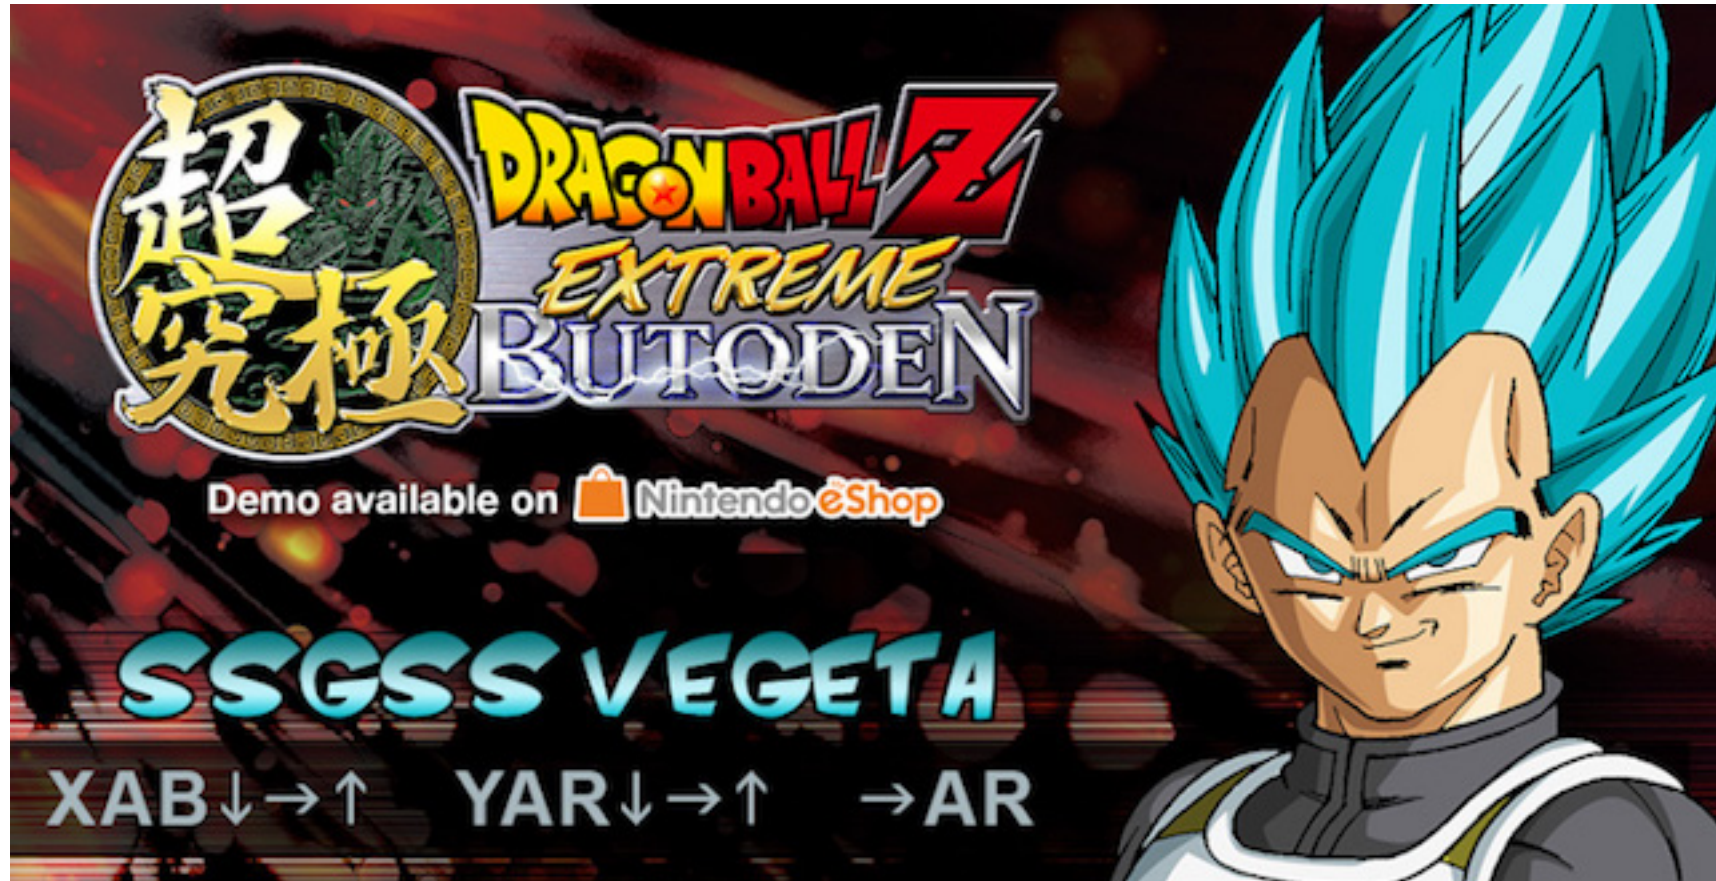 超
究極
DRAGON BALL Z
EXTREME
BUTODEN
Demo available on Nintendo eShop
SSGSS VEGETA
XAB↓→↑ YAR↓→↑ →AR